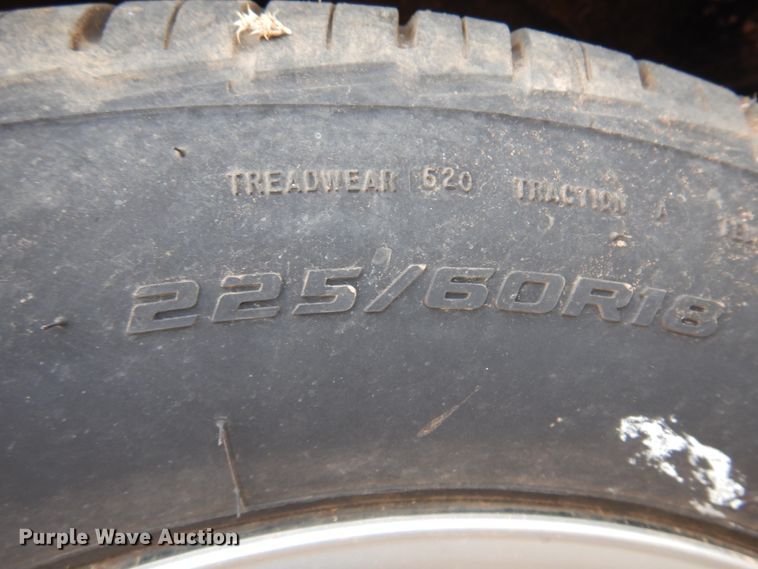 TREADWEAR 520 TRACTION A
225/60R18
Purple Wave Auction